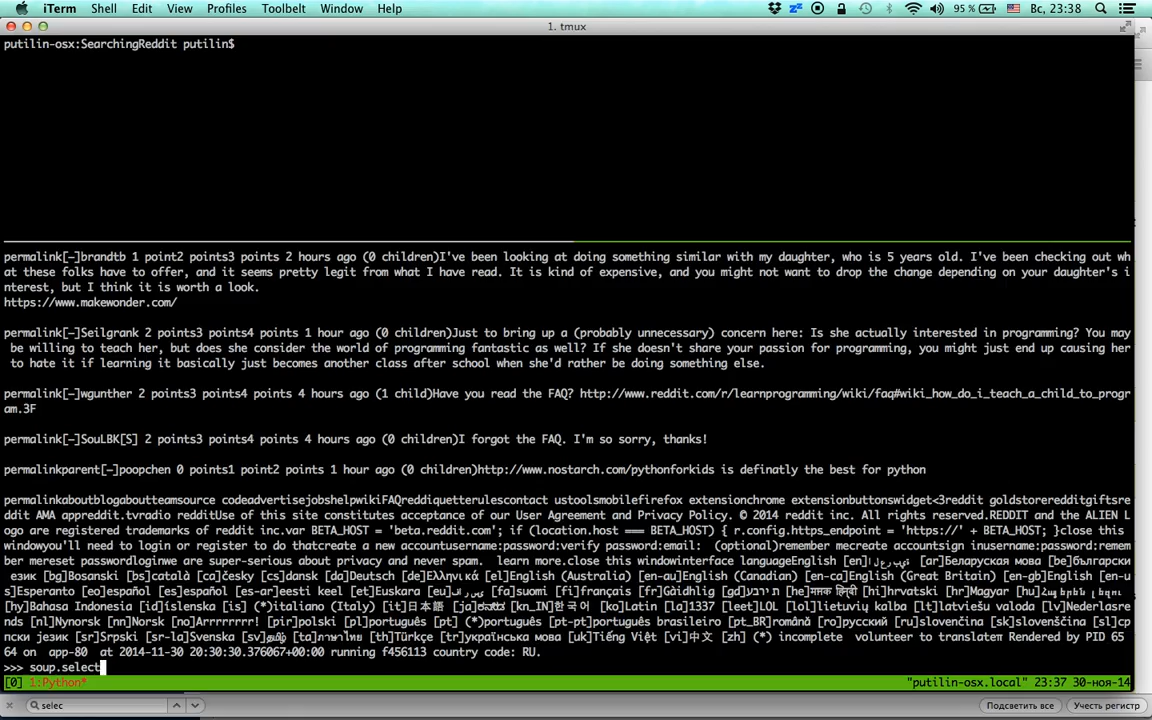 iTerm Shell Edit View Profiles Toolbelt Window Help 95 % Вс, 23:38
1. tmux
putilin-osx:SearchingReddit putilin$
permalink[–]brandtb 1 point2 points3 points 2 hours ago (0 children)I've been looking at doing something similar with my daughter, who is 5 years old. I've been checking out wh
at these folks have to offer, and it seems pretty legit from what I have read. It is kind of expensive, and you might not want to drop the change depending on your daughter's i
nterest, but I think it is worth a look.
https://www.makewonder.com/
permalink[–]Seilgrank 2 points3 points4 points 1 hour ago (0 children)Just to bring up a (probably unnecessary) concern here: Is she actually interested in programming? You may
be willing to teach her, but does she consider the world of programming fantastic as well? If she doesn't share your passion for programming, you might just end up causing her
to hate it if learning it basically just becomes another class after school when she'd rather be doing something else.
permalink[–]wgunther 2 points3 points4 points 4 hours ago (1 child)Have you read the FAQ? http://www.reddit.com/r/learnprogramming/wiki/faq#wiki_how_do_i_teach_a_child_to_progr
am.3F
permalink[–]SouLBK[S] 2 points3 points4 points 4 hours ago (0 children)I forgot the FAQ. I'm so sorry, thanks!
permalinkparent[–]poopchen 0 points1 point2 points 1 hour ago (0 children)http://www.nostarch.com/pythonforkids is definatly the best for python
permalinkaboutblogaboutteamsource codeadvertisejobshelpwikiFAQreddiquetterulescontact ustoolsmobilefirefox extensionchrome extensionbuttonswidget<3reddit goldstoreredditgiftsre
ddit AMA appreddit.tvradio redditUse of this site constitutes acceptance of our User Agreement and Privacy Policy. © 2014 reddit inc. All rights reserved.REDDIT and the ALIEN L
ogo are registered trademarks of reddit inc.var BETA_HOST = 'beta.reddit.com'; if (location.host === BETA_HOST) { r.config.https_endpoint = 'https://' + BETA_HOST; }close this
windowyou'll need to login or register to do thatcreate a new accountusername:password:verify password:email: (optional)remember mecreate accountsign inusername:password:remem
ber mereset passwordloginwe are super-serious about privacy and never spam. learn more.close this windowinterface languageEnglish [en] [ar]Беларуская мова [be]български
език [bg]Bosanski [bs]català [ca]česky [cs]dansk [da]Deutsch [de]Ελληνικά [el]English (Australia) [en-au]English (Canadian) [en-ca]English (Great Britain) [en-gb]English [en-u
s]Esperanto [eo]español [es]español [es-ar]eesti keel [et]Euskara [eu] [fa]suomi [fi]français [fr]Gàidhlig [gd]עברית [he]मानक हिन्दी [hi]hrvatski [hr]Magyar [hu]
[hy]Bahasa Indonesia [id]íslenska [is] (*)italiano (Italy) [it]日本語 [ja] [kn_IN]한국어 [ko]Latin [la]1337 [leet]LOL [lol]lietuvių kalba [lt]latviešu valoda [lv]Nederlandsrse
nds [nl]Nynorsk [nn]Norsk [no]Arrrrrrrr! [pir]polski [pl]português [pt] (*)português [pt-pt]português brasileiro [pt_BR]română [ro]русский [ru]slovenčina [sk]slovenščina [sl]ср
пски језик [sr]Srpski [sr-la]Svenska [sv]தமிழ் [ta]ภาษาไทย [th]Türkçe [tr]українська мова [uk]Tiếng Việt [vi]中文 [zh] (*) incomplete volunteer to translateπ Rendered by PID 65
64 on app-80 at 2014-11-30 20:30:30.376067+00:00 running f456113 country code: RU.
>>> soup.select
[0] 1:Python* "putilin-osx.local" 23:37 30-ноя-14
selec Подсветить все Учесть регистр